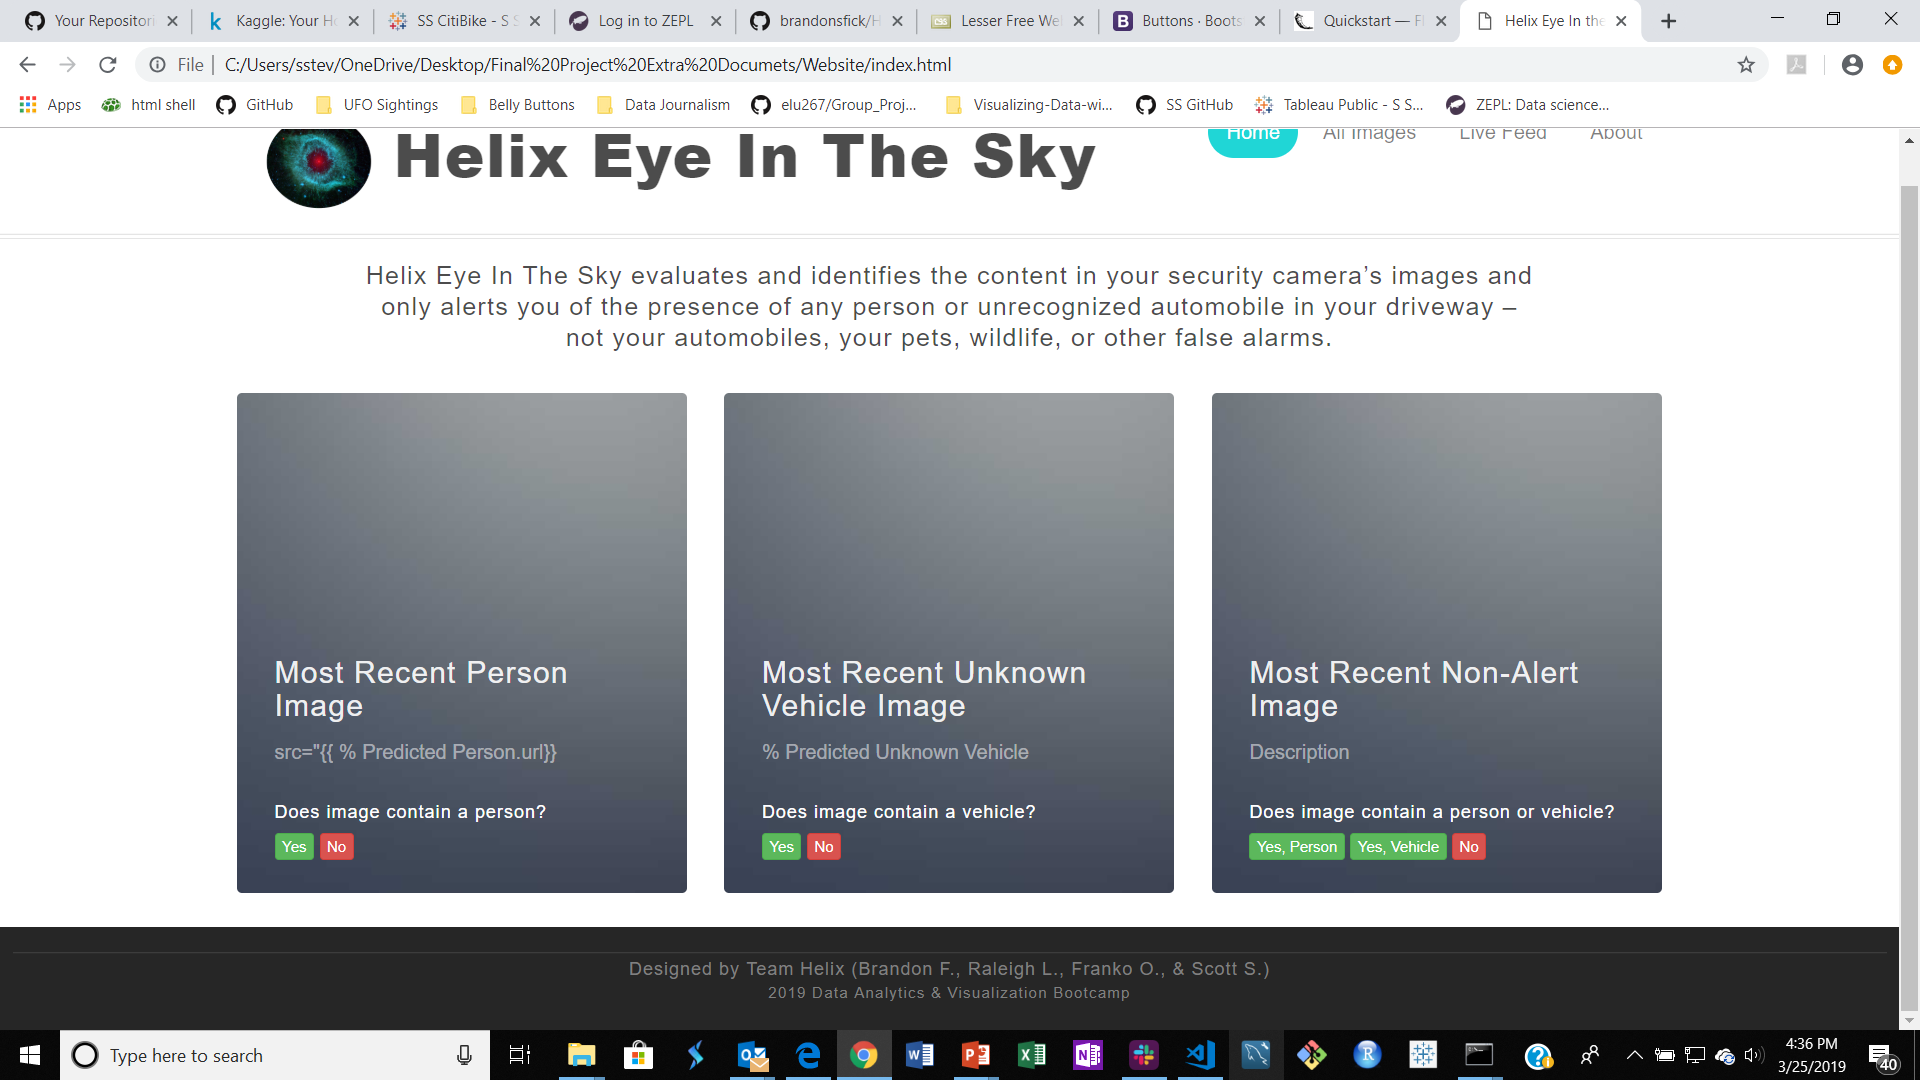 Your Repositori
Kaggle: Your H
SS CitiBike - S S
Log in to ZEPL
brandonsfick/H
Lesser Free We
Buttons · Boots
Quickstart — Fl
Helix Eye In the
File
C:/Users/sstev/OneDrive/Desktop/Final%20Project%20Extra%20Documets/Website/index.html
Apps
html shell
GitHub
UFO Sightings
Belly Buttons
Data Journalism
elu267/Group_Proj...
Visualizing-Data-wi...
SS GitHub
Tableau Public - S S...
ZEPL: Data science...
Helix Eye In The Sky
Home
All Images
Live Feed
About
Helix Eye In The Sky evaluates and identifies the content in your security camera’s images and
only alerts you of the presence of any person or unrecognized automobile in your driveway –
not your automobiles, your pets, wildlife, or other false alarms.
Most Recent Person
Image
src="{{ % Predicted Person.url}}
Does image contain a person?
Yes No
Most Recent Unknown
Vehicle Image
% Predicted Unknown Vehicle
Does image contain a vehicle?
Yes No
Most Recent Non-Alert
Image
Description
Does image contain a person or vehicle?
Yes, Person Yes, Vehicle No
Designed by Team Helix (Brandon F., Raleigh L., Franko O., & Scott S.)
2019 Data Analytics & Visualization Bootcamp
Type here to search
4:36 PM
3/25/2019
40